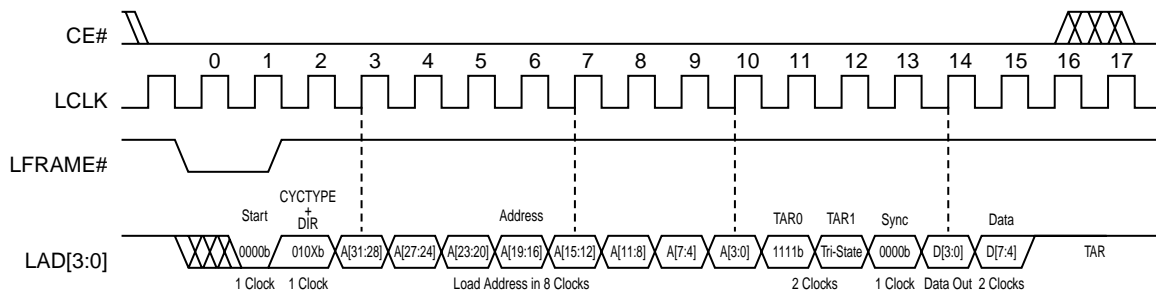 CE#
0 1 2 3 4 5 6 7 8 9 10 11 12 13 14 15 16 17
LCLK
LFRAME#
CYCTYPE
+
Start DIR Address TAR0 TAR1 Sync Data
LAD[3:0] 0000b 010Xb A[31:28] A[27:24] A[23:20] A[19:16] A[15:12] A[11:8] A[7:4] A[3:0] 1111b Tri-State 0000b D[3:0] D[7:4] TAR
1 Clock 1 Clock Load Address in 8 Clocks 2 Clocks 1 Clock Data Out 2 Clocks